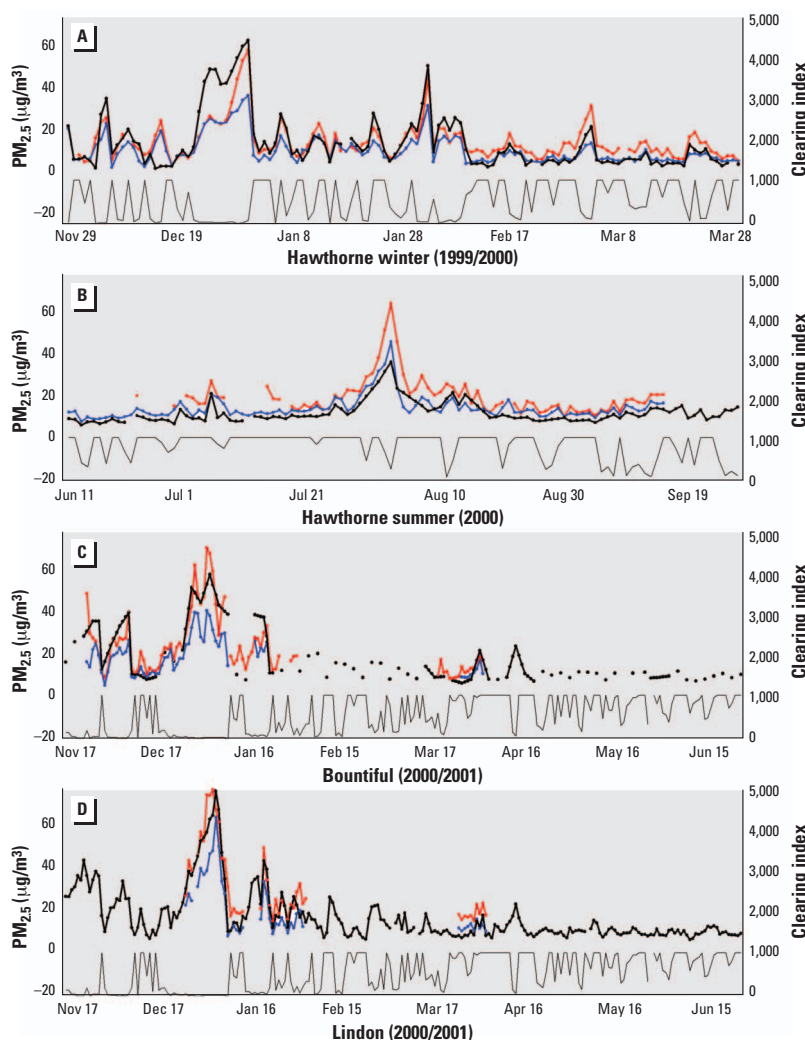 A
PM2.5 (µg/m3)
60
40
20
0
–20
5,000
4,000
3,000
2,000
1,000
0
Clearing index
Nov 29 Dec 19 Jan 8 Jan 28 Feb 17 Mar 8 Mar 28
Hawthorne winter (1999/2000)
B
PM2.5 (µg/m3)
60
40
20
0
–20
5,000
4,000
3,000
2,000
1,000
0
Clearing index
Jun 11 Jul 1 Jul 21 Aug 10 Aug 30 Sep 19
Hawthorne summer (2000)
C
PM2.5 (µg/m3)
60
40
20
0
–20
5,000
4,000
3,000
2,000
1,000
0
Clearing index
Nov 17 Dec 17 Jan 16 Feb 15 Mar 17 Apr 16 May 16 Jun 15
Bountiful (2000/2001)
D
PM2.5 (µg/m3)
60
40
20
0
–20
5,000
4,000
3,000
2,000
1,000
0
Clearing index
Nov 17 Dec 17 Jan 16 Feb 15 Mar 17 Apr 16 May 16 Jun 15
Lindon (2000/2001)